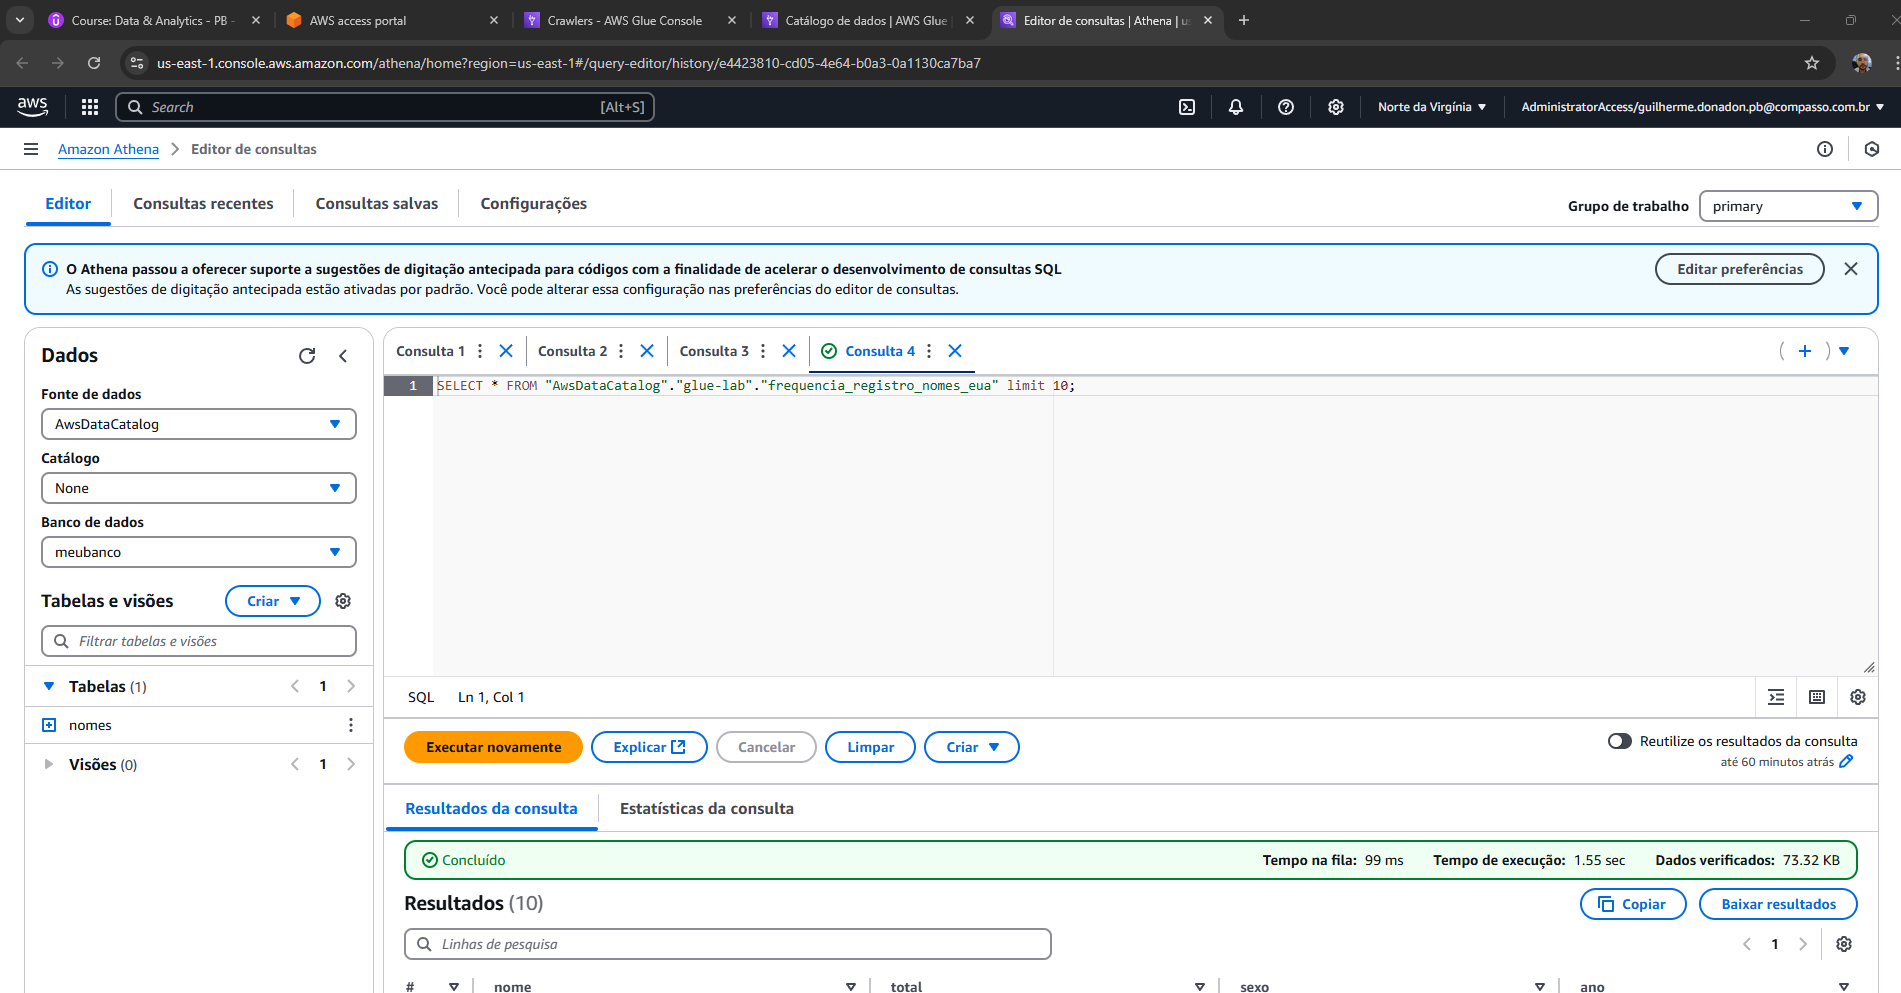 Course: Data & Analytics - PB -
AWS access portal
Crawlers - AWS Glue Console
Catálogo de dados | AWS Glue
Editor de consultas | Athena | us
us-east-1.console.aws.amazon.com/athena/home?region=us-east-1#/query-editor/history/e4423810-cd05-4e64-b0a3-0a1130ca7ba7
aws
Search
[Alt+S]
Norte da Virgínia
AdministratorAccess/guilherme.donadon.pb@compasso.com.br
Amazon Athena
Editor de consultas
Editor
Consultas recentes
Consultas salvas
Configurações
Grupo de trabalho
primary
O Athena passou a oferecer suporte a sugestões de digitação antecipada para códigos com a finalidade de acelerar o desenvolvimento de consultas SQL
As sugestões de digitação antecipada estão ativadas por padrão. Você pode alterar essa configuração nas preferências do editor de consultas.
Editar preferências
Dados
Fonte de dados
AwsDataCatalog
Catálogo
None
Banco de dados
meubanco
Tabelas e visões
Criar
Filtrar tabelas e visões
Tabelas (1)
1
nomes
Visões (0)
1
Consulta 1
Consulta 2
Consulta 3
Consulta 4
1
SELECT * FROM "AwsDataCatalog"."glue-lab"."frequencia_registro_nomes_eua" limit 10;
SQL
Ln 1, Col 1
Executar novamente
Explicar
Cancelar
Limpar
Criar
Reutilize os resultados da consulta
até 60 minutos atrás
Resultados da consulta
Estatísticas da consulta
Concluído
Tempo na fila: 99 ms
Tempo de execução: 1.55 sec
Dados verificados: 73.32 KB
Resultados (10)
Copiar
Baixar resultados
Linhas de pesquisa
1
#
nome
total
sexo
ano